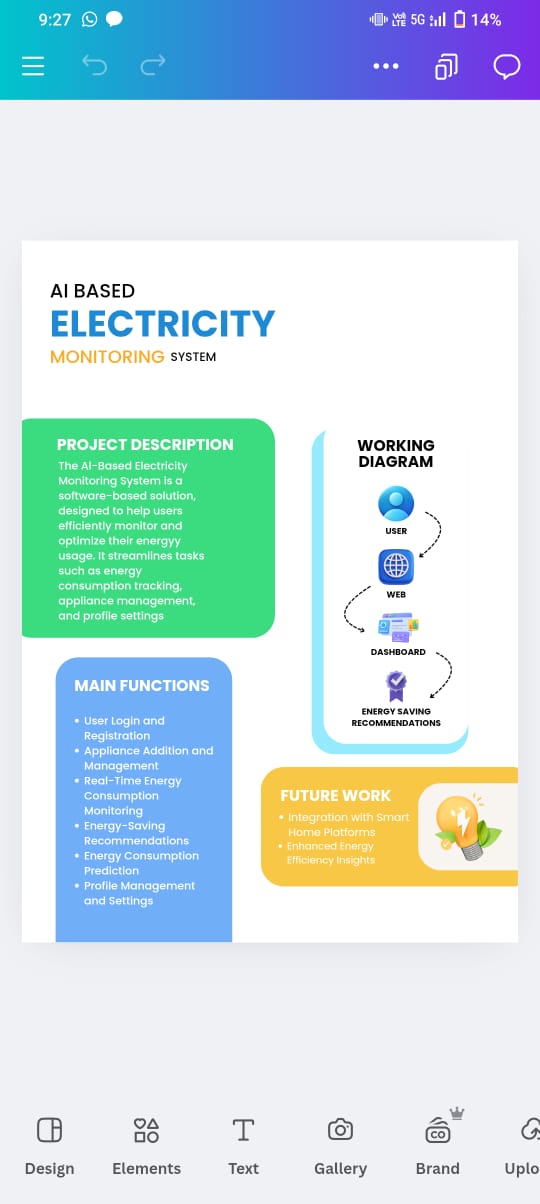 9:27
Vo) LTE 5G 14%
AI BASED
ELECTRICITY
MONITORING SYSTEM
PROJECT DESCRIPTION
The AI-Based Electricity
Monitoring System is a
software-based solution,
designed to help users
efficiently monitor and
optimize their energyy
usage. It streamlines tasks
such as energy
consumption tracking,
appliance management,
and profile settings
MAIN FUNCTIONS
• User Login and
Registration
• Appliance Addition and
Management
• Real-Time Energy
Consumption
Monitoring
• Energy-Saving
Recommendations
• Energy Consumption
Prediction
• Profile Management
and Settings
WORKING
DIAGRAM
USER
WEB
DASHBOARD
ENERGY SAVING
RECOMMENDATIONS
FUTURE WORK
• Integration with Smart
Home Platforms
• Enhanced Energy
Efficiency Insights
CO
Design Elements Text Gallery Brand Uplo